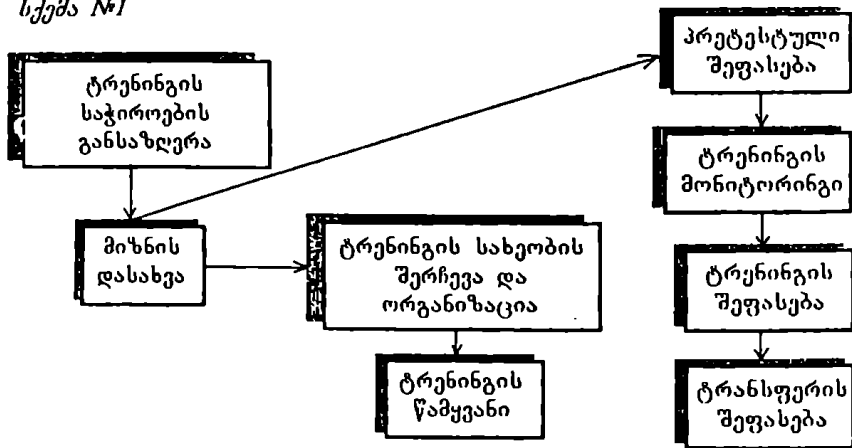 სქემა №1
ტრენინგის
საჭიროების
განსაზღვრა
მიზნის
დასახვა
ტრენინგის სახეობის
შერჩევა და
ორგანიზაცია
ტრენინგის
წამყვანი
პრეტესტული
შეფასება
ტრენინგის
მონიტორინგი
ტრენინგის
შეფასება
ტრანსფერის
შეფასება